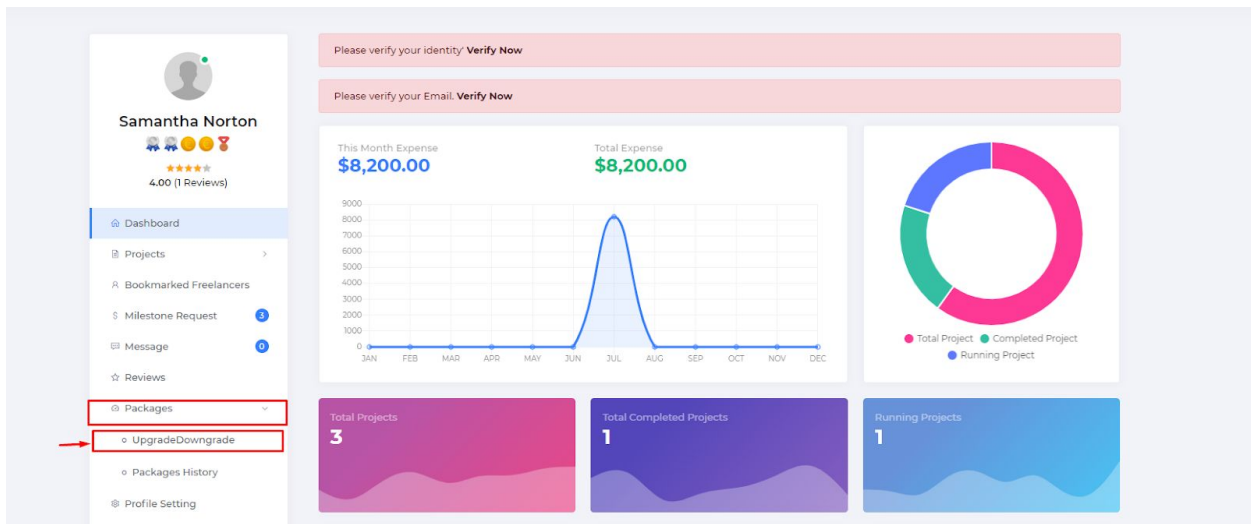 Samantha Norton
4.00 (1 Reviews)
Dashboard
Projects
Bookmarked Freelancers
Milestone Request 3
Message 0
Reviews
Packages
UpgradeDowngrade
Packages History
Profile Setting
Please verify your identity' Verify Now
Please verify your Email. Verify Now
This Month Expense
$8,200.00
Total Expense
$8,200.00
9000
8000
7000
6000
5000
4000
3000
2000
1000
0
JAN FEB MAR APR MAY JUN JUL AUG SEP OCT NOV DEC
Total Project Completed Project
Running Project
Total Projects
3
Total Completed Projects
1
Running Projects
1